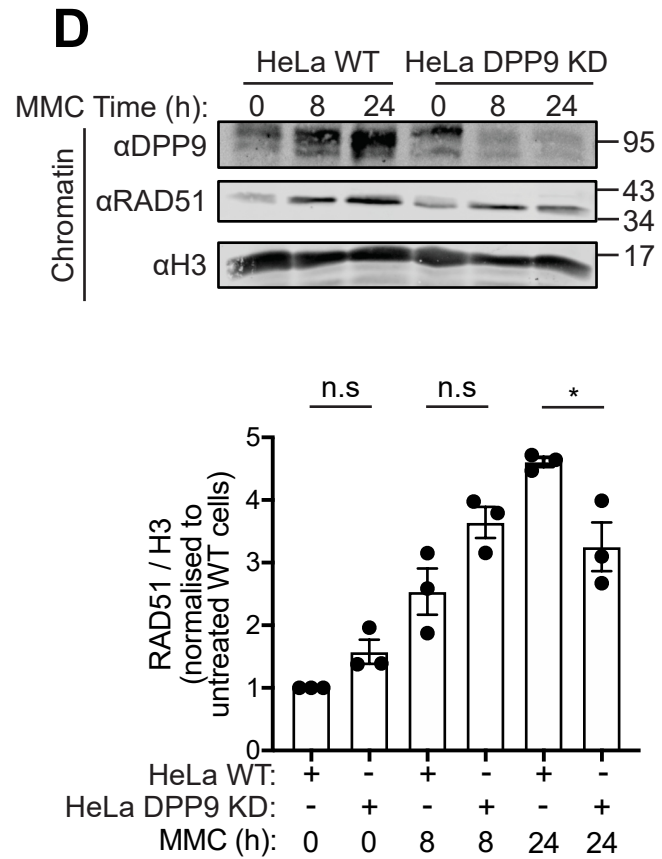 D
HeLa WT HeLa DPP9 KD
MMC Time (h): 0 8 24 0 8 24
Chromatin
αDPP9 95
αRAD51 43
34
αH3 17
n.s n.s *
RAD51 / H3
(normalised to
untreated WT cells)
5
4
3
2
1
0
HeLa WT: + - + - + -
HeLa DPP9 KD: - + - + - +
MMC (h): 0 0 8 8 24 24